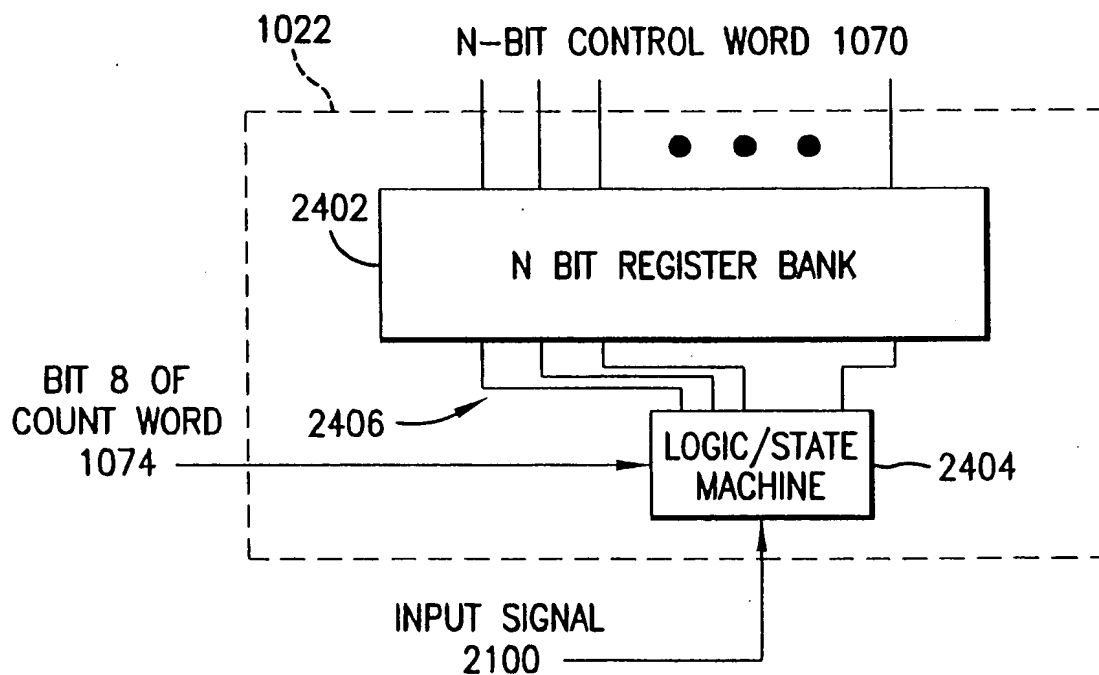 1022
N-BIT CONTROL WORD 1070
2402
N BIT REGISTER BANK
BIT 8 OF
COUNT WORD
1074
2406
LOGIC/STATE
MACHINE
2404
INPUT SIGNAL
2100